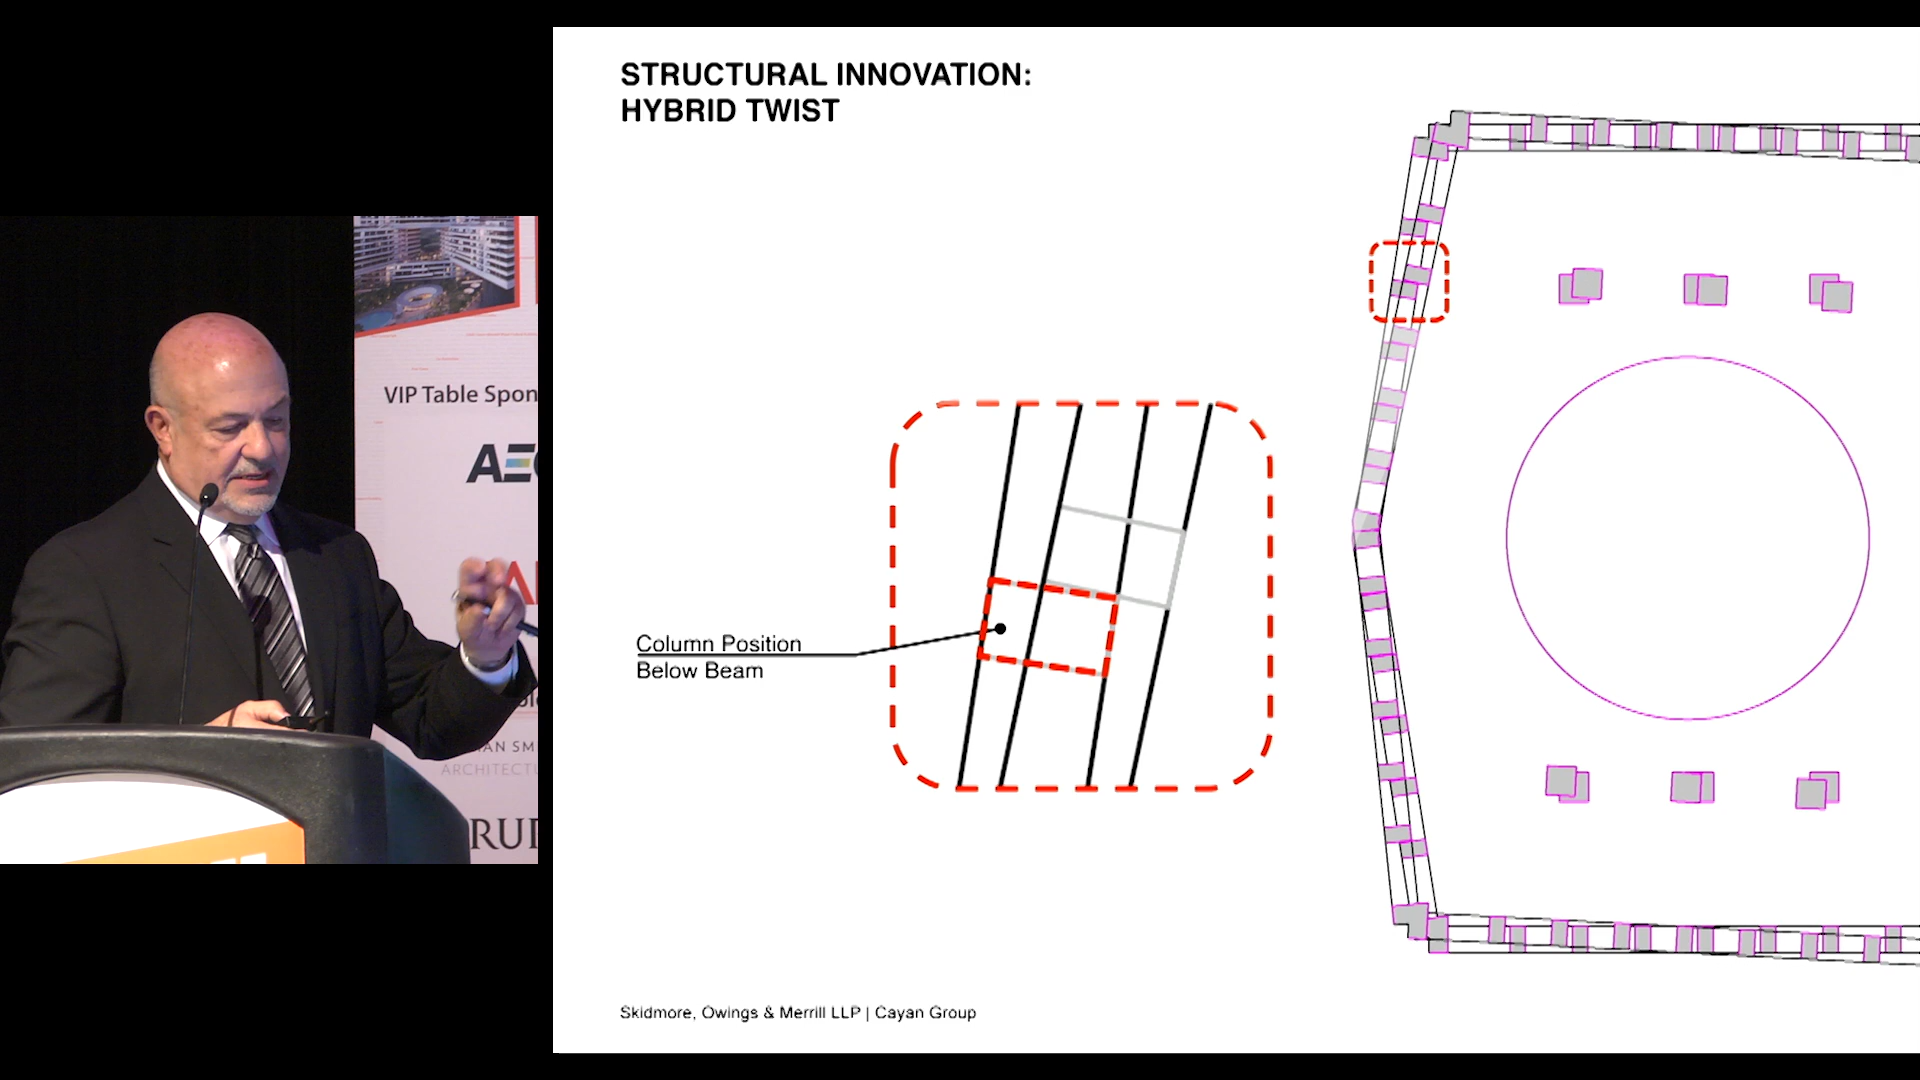 STRUCTURAL INNOVATION:
HYBRID TWIST
VIP Table Spon
AE
Column Position
Below Beam
AN SM
ARCHITECT
RU
Skidmore, Owings & Merrill LLP | Cayan Group